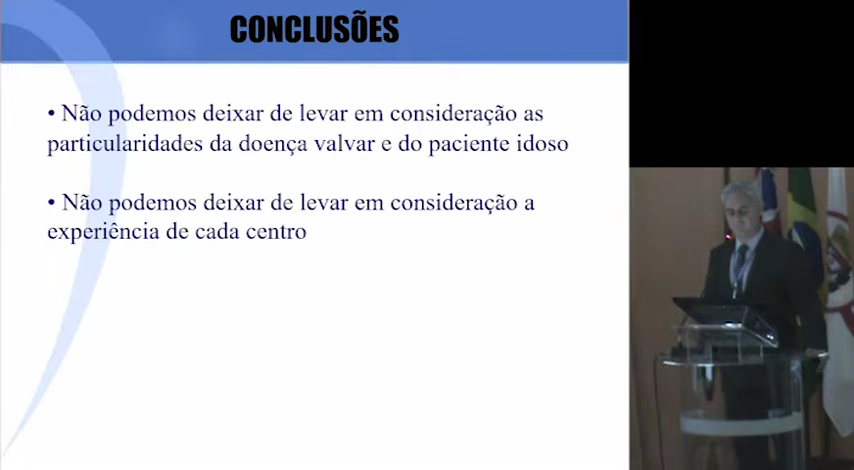 CONCLUSÕES
• Não podemos deixar de levar em consideração as
particularidades da doença valvar e do paciente idoso
• Não podemos deixar de levar em consideração a
experiência de cada centro